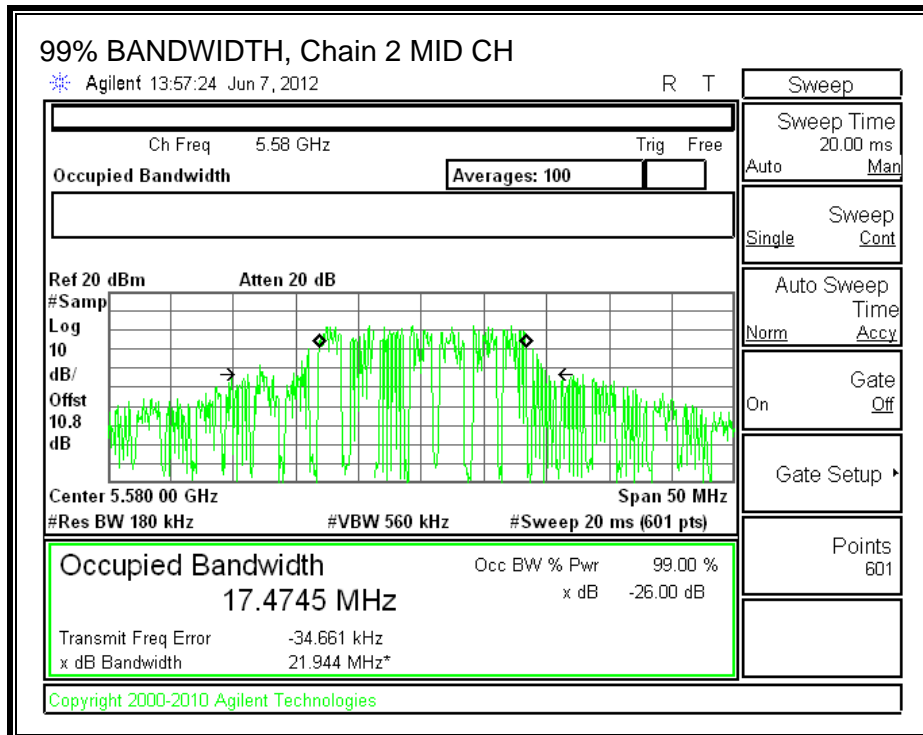 99% BANDWIDTH, Chain 2 MID CH
Agilent 13:57:24 Jun 7, 2012 R T
Ch Freq 5.58 GHz Trig Free
Occupied Bandwidth Averages: 100
Ref 20 dBm Atten 20 dB
#Samp
Log
10
dB/
Offst
10.8
dB
Center 5.580 00 GHz Span 50 MHz
#Res BW 180 kHz #VBW 560 kHz #Sweep 20 ms (601 pts)
Occupied Bandwidth Occ BW % Pwr 99.00 %
17.4745 MHz x dB -26.00 dB
Transmit Freq Error -34.661 kHz
x dB Bandwidth 21.944 MHz*
Copyright 2000-2010 Agilent Technologies
Sweep
Sweep Time
20.00 ms
Auto Man
Sweep
Single Cont
Auto Sweep
Time
Norm Accy
Gate
On Off
Gate Setup
Points
601